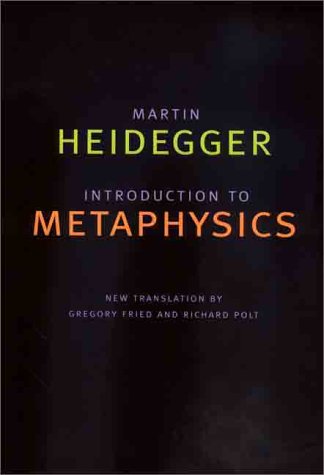 MARTIN
HEIDEGGER
INTRODUCTION TO
METAPHYSICS
NEW TRANSLATION BY
GREGORY FRIED AND RICHARD POLT